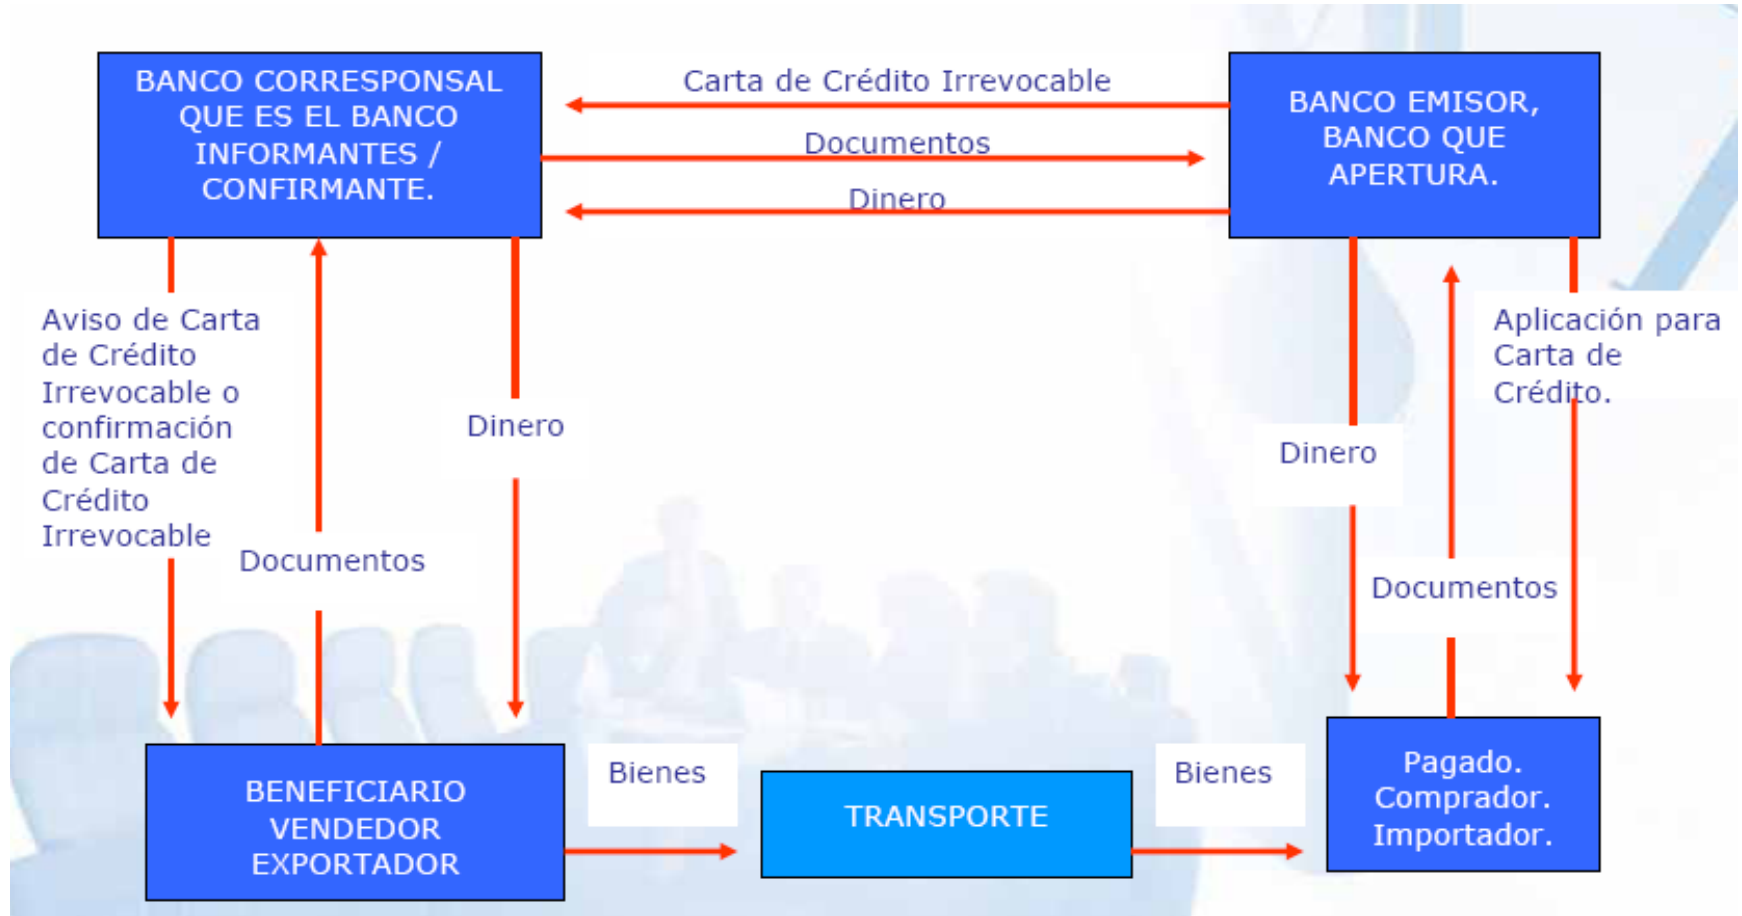 BANCO CORRESPONSAL
QUE ES EL BANCO
INFORMANTES /
CONFIRMANTE.
Carta de Crédito Irrevocable
Documentos
Dinero
BANCO EMISOR,
BANCO QUE
APERTURA.
Aviso de Carta
de Crédito
Irrevocable o
confirmación
de Carta de
Crédito
Irrevocable
Documentos
Dinero
Dinero
Documentos
Aplicación para
Carta de
Crédito.
BENEFICIARIO
VENDEDOR
EXPORTADOR
Bienes
TRANSPORTE
Bienes
Pagado.
Comprador.
Importador.